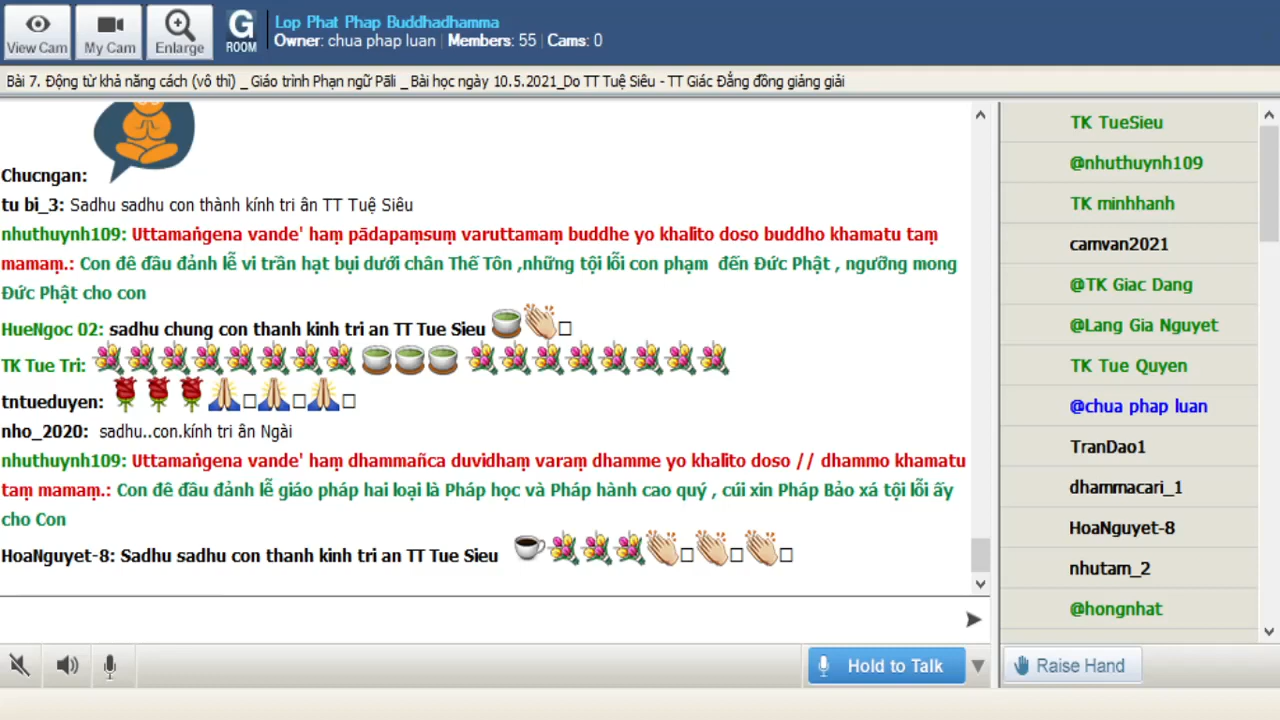 View Cam
My Cam
Enlarge
G
ROOM
Lop Phat Phap Buddhadhamma
Owner: chua phap luan | Members: 55 | Cams: 0
Bài 7. Động từ khả năng cách (vô thì) _ Giáo trình Phạn ngữ Pāli _ Bài học ngày 10.5.2021_Do TT Tuệ Siêu - TT Giác Đẳng đồng giảng giải
Chucngan:
tu bi_3: Sadhu sadhu con thành kính tri ân TT Tuệ Siêu
nhuthuynh109: Uttamaṅgena vande' haṃ pādapaṃsuṃ varuttamaṃ buddhe yo khalito doso buddho khamatu taṃ
mamaṃ.: Con đê đầu đảnh lễ vi trần hạt bụi dưới chân Thế Tôn ,những tội lỗi con phạm đến Đức Phật , ngưỡng mong
Đức Phật cho con
HueNgoc 02: sadhu chung con thanh kinh tri an TT Tue Sieu
TK Tue Tri:
tntueduyen:
nho_2020: sadhu..con.kính tri ân Ngài
nhuthuynh109: Uttamaṅgena vande' haṃ dhammañca duvidhaṃ varaṃ dhamme yo khalito doso // dhammo khamatu
taṃ mamaṃ.: Con đê đầu đảnh lễ giáo pháp hai loại là Pháp học và Pháp hành cao quý , cúi xin Pháp Bảo xá tội lỗi ấy
cho Con
HoaNguyet-8: Sadhu sadhu con thanh kinh tri an TT Tue Sieu
TK TueSieu
@nhuthuynh109
TK minhhanh
camvan2021
@TK Giac Dang
@Lang Gia Nguyet
TK Tue Quyen
@chua phap luan
TranDao1
dhammacari_1
HoaNguyet-8
nhutam_2
@hongnhat
Hold to Talk
Raise Hand